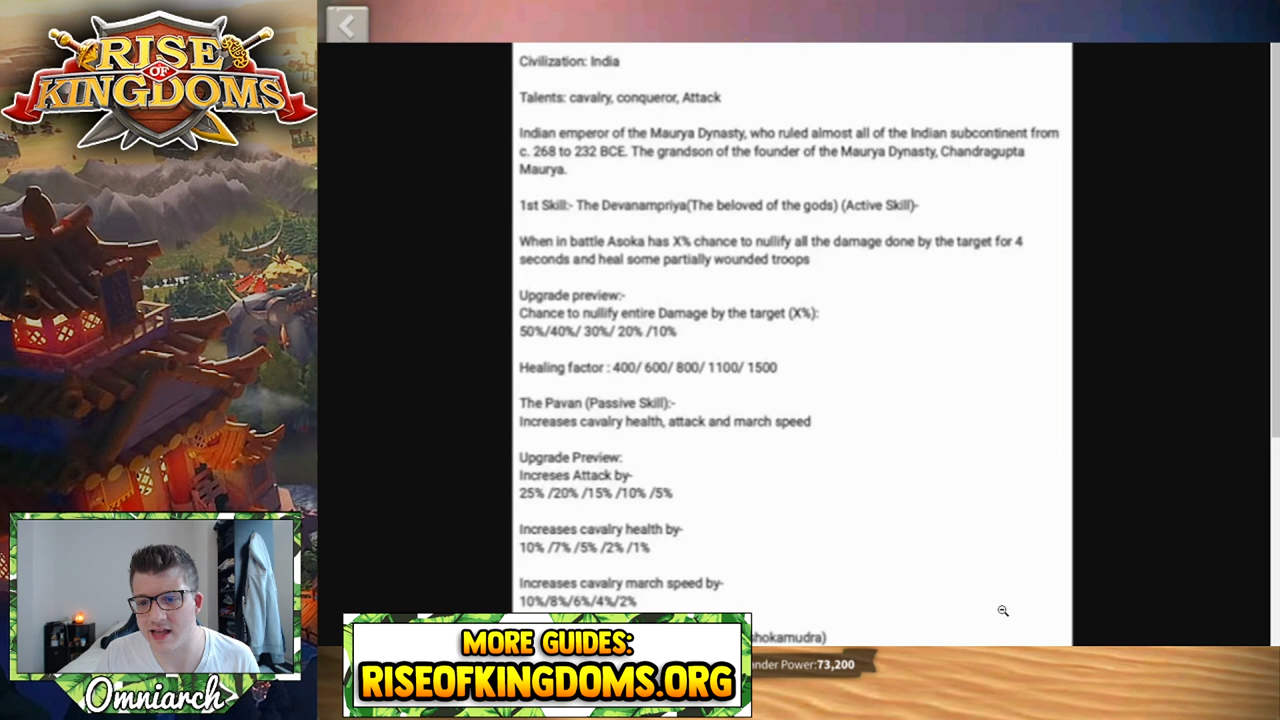 RISE
OF
KINGDOMS
Civilization: India
Talents: cavalry, conqueror, Attack
Indian emperor of the Maurya Dynasty, who ruled almost all of the Indian subcontinent from
c. 268 to 232 BCE. The grandson of the founder of the Maurya Dynasty, Chandragupta
Maurya.
1st Skill:- The Devanampriya(The beloved of the gods) (Active Skill)-
When in battle Asoka has X% chance to nullify all the damage done by the target for 4
seconds and heal some partially wounded troops
Upgrade preview:-
Chance to nullify entire Damage by the target (X%):
50%/40%/ 30%/ 20% /10%
Healing factor : 400/ 600/ 800/ 1100/ 1500
The Pavan (Passive Skill):-
Increases cavalry health, attack and march speed
Upgrade Preview:
Increses Attack by-
25% /20% /15% /10% /5%
Increases cavalry health by-
10% /7% /5% /2% /1%
Increases cavalry march speed by-
10%/8%/6%/4%/2%
shokamudra)
nder Power:73,200
MORE GUIDES:
RISEOFKINGDOMS.ORG
Omniarch